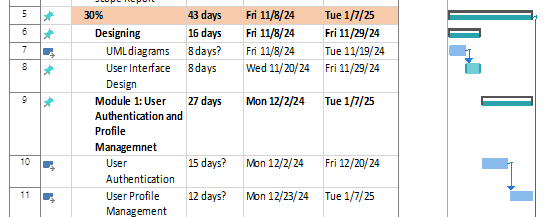 Scope Report
5 30% 43 days Fri 11/8/24 Tue 1/7/25
6 Designing 16 days Fri 11/8/24 Fri 11/29/24
7 UML diagrams 8 days? Fri 11/8/24 Tue 11/19/24
8 User Interface 8 days Wed 11/20/24 Fri 11/29/24
Design
9 Module 1: User 27 days Mon 12/2/24 Tue 1/7/25
Authentication and
Profile
Managemnet
10 User 15 days? Mon 12/2/24 Fri 12/20/24
Authentication
11 User Profile 12 days? Mon 12/23/24 Tue 1/7/25
Management